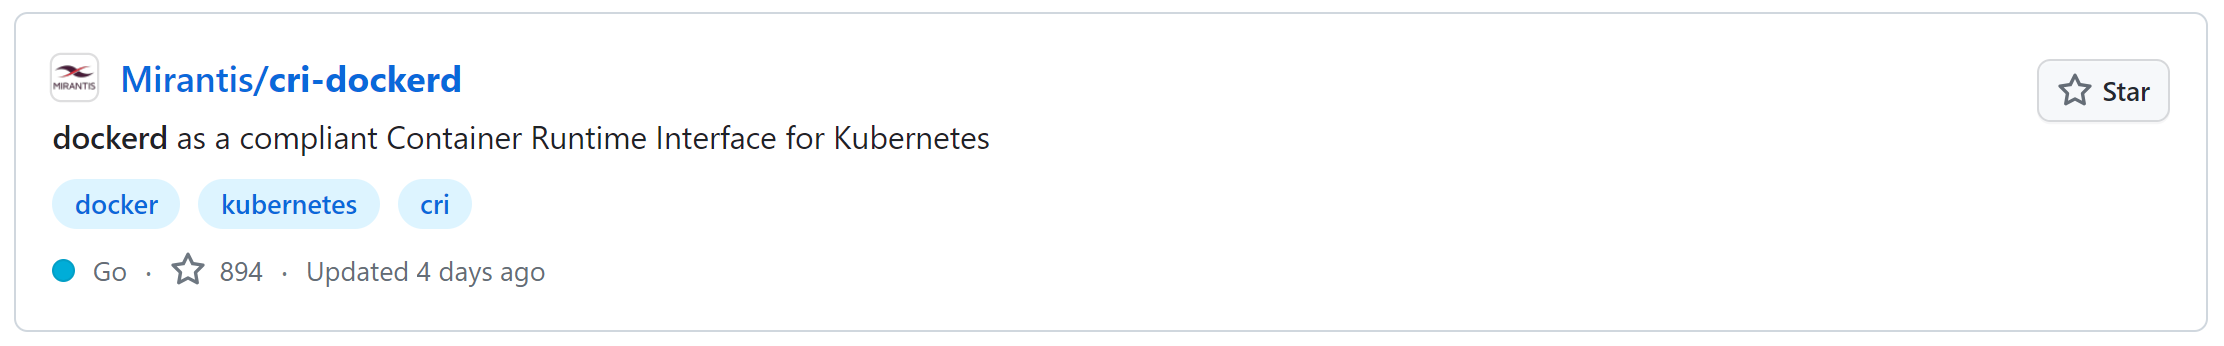 MIRANTIS
Mirantis/cri-dockerd
Star
dockerd as a compliant Container Runtime Interface for Kubernetes
docker kubernetes cri
Go · 894 · Updated 4 days ago